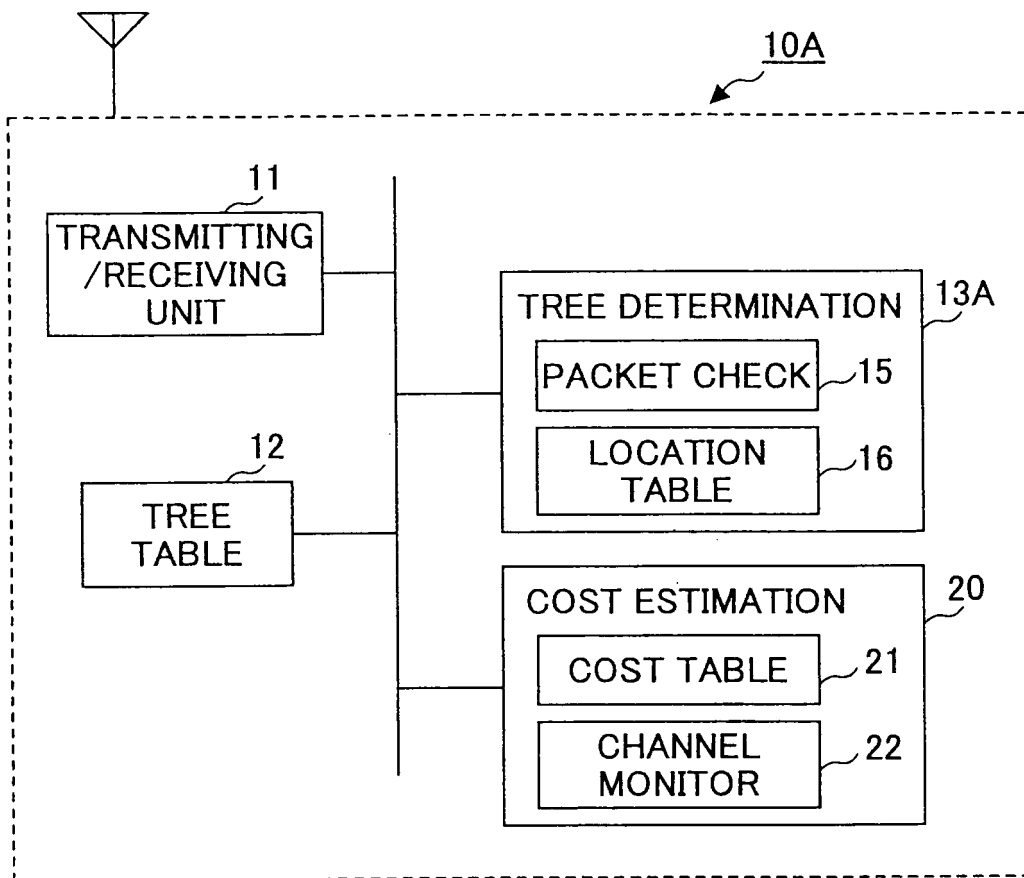 10A
11
TRANSMITTING
/RECEIVING
UNIT
12
TREE
TABLE
13A
TREE DETERMINATION
PACKET CHECK
15
LOCATION
TABLE
16
20
COST ESTIMATION
COST TABLE
21
CHANNEL
MONITOR
22